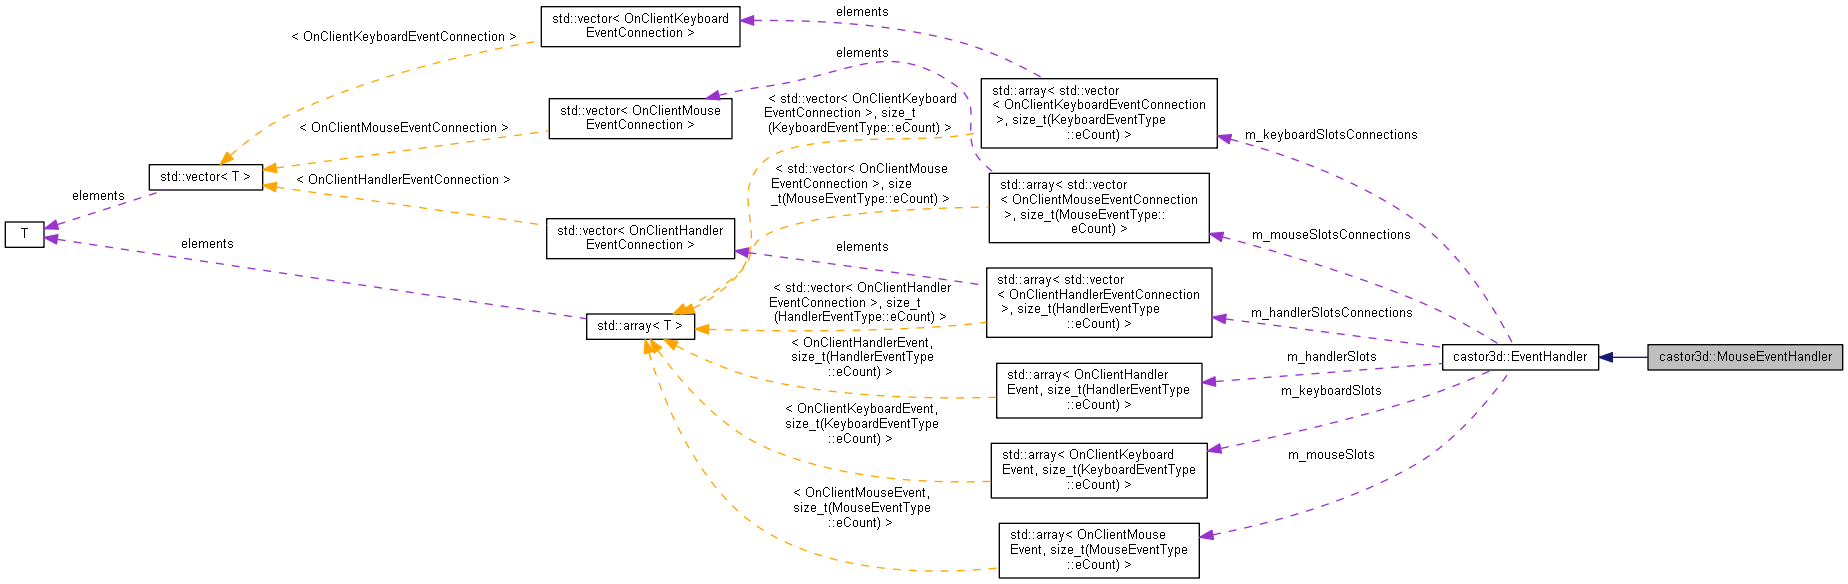 T
elements
elements
std::vector< T >
< OnClientKeyboardEventConnection >
< OnClientMouseEventConnection >
< OnClientHandlerEventConnection >
std::vector< OnClientKeyboard
EventConnection >
std::vector< OnClientMouse
EventConnection >
std::vector< OnClientHandler
EventConnection >
std::array< T >
elements
elements
< std::vector< OnClientKeyboard
EventConnection >, size_t
(KeyboardEventType::eCount) >
< std::vector< OnClientMouse
EventConnection >, size
_t(MouseEventType::eCount) >
elements
< std::vector< OnClientHandler
EventConnection >, size_t
(HandlerEventType::eCount) >
< OnClientHandlerEvent,
size_t(HandlerEventType
::eCount) >
< OnClientKeyboardEvent,
size_t(KeyboardEventType
::eCount) >
< OnClientMouseEvent,
size_t(MouseEventType
::eCount) >
std::array< std::vector
< OnClientKeyboardEventConnection
>, size_t(KeyboardEventType
::eCount) >
std::array< std::vector
< OnClientMouseEventConnection
>, size_t(MouseEventType::
eCount) >
std::array< std::vector
< OnClientHandlerEventConnection
>, size_t(HandlerEventType
::eCount) >
std::array< OnClientHandler
Event, size_t(HandlerEventType
::eCount) >
std::array< OnClientKeyboard
Event, size_t(KeyboardEventType
::eCount) >
std::array< OnClientMouse
Event, size_t(MouseEventType
::eCount) >
m_keyboardSlotsConnections
m_mouseSlotsConnections
m_handlerSlotsConnections
m_handlerSlots
m_keyboardSlots
m_mouseSlots
castor3d::EventHandler
castor3d::MouseEventHandler